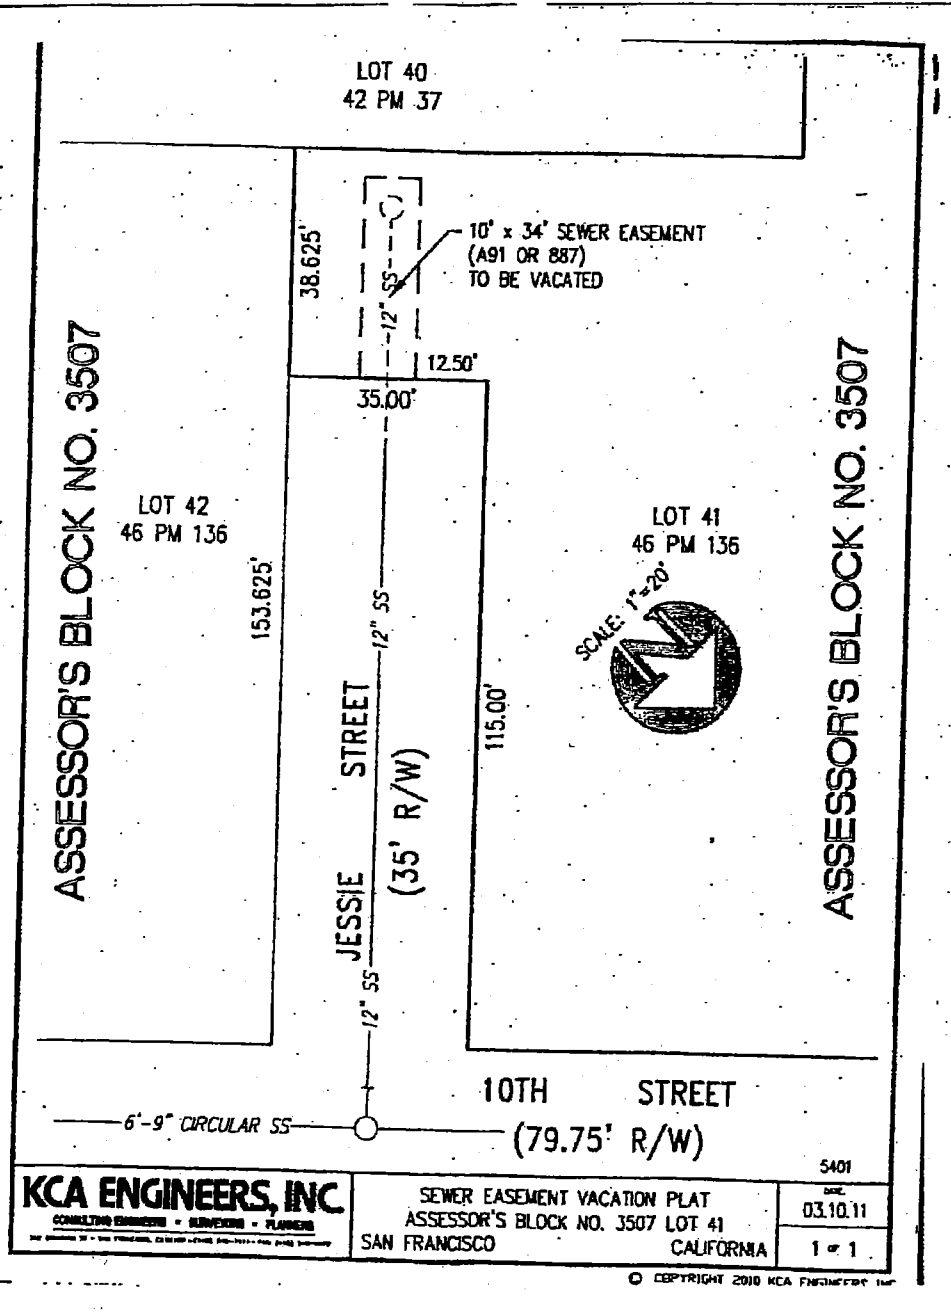 LOT 40
42 PM 37
10' x 34' SEWER EASEMENT
(A91 OR 887)
TO BE VACATED
38.625'
12" SS
12.50'
35.00'
ASSESSOR'S BLOCK NO. 3507
ASSESSOR'S BLOCK NO. 3507
LOT 42
46 PM 136
LOT 41
46 PM 136
SCALE: 1"=20'
153.625'
12" SS
115.00'
JESSIE STREET
(35' R/W)
12" SS
10TH STREET
(79.75' R/W)
6'-9" CIRCULAR SS
5401
KCA ENGINEERS, INC.
CONSULTING ENGINEERS • SURVEYORS • PLANNERS
SEWER EASEMENT VACATION PLAT
ASSESSOR'S BLOCK NO. 3507 LOT 41
SAN FRANCISCO CALIFORNIA
DATE
03.10.11
1 OF 1
© COPYRIGHT 2010 KCA ENGINEERS INC